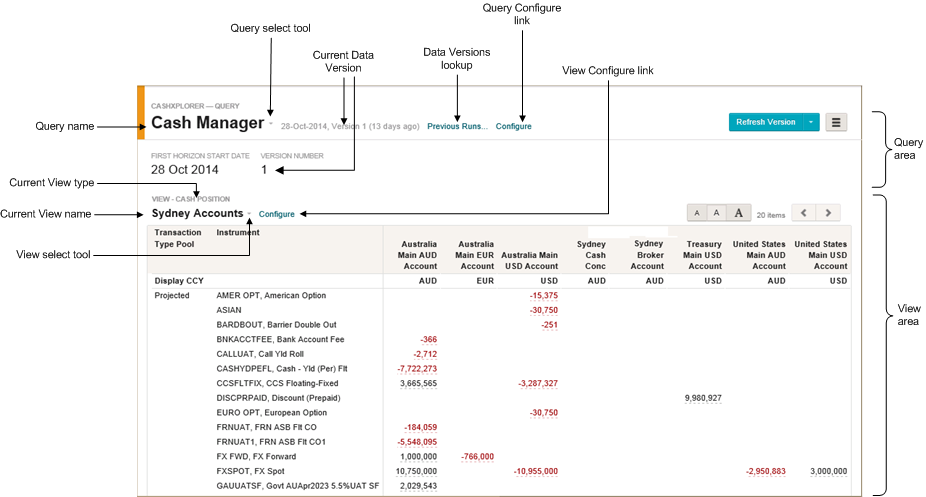 Query Configure
link
Query select tool
Current Data
Version
Data Versions
lookup
View Configure link
CASHXPLORER — QUERY
Query name
Cash Manager
28-Oct-2014, Version 1 (13 days ago)
Previous Runs...
Configure
Refresh Version
Query
area
FIRST HORIZON START DATE
VERSION NUMBER
28 Oct 2014
1
Current View type
VIEW - CASH POSITION
Current View name
Sydney Accounts
Configure
A A A
20 items
View select tool
Transaction
Type Pool
Instrument
Australia
Main AUD
Account
Australia
Main EUR
Account
Australia Main
USD Account
Sydney
Cash
Conc
Sydney
Broker
Account
Treasury
Main USD
Account
United States
Main AUD
Account
United States
Main USD
Account
Display CCY AUD EUR USD AUD AUD USD AUD USD
Projected AMER OPT, American Option -15,375
ASIAN -30,750
BARDBOUT, Barrier Double Out -251
BNKACCTFEE, Bank Account Fee -366
CALLUAT, Call Yld Roll -2,712
CASHYDPEFL, Cash - Yld (Per) Flt -7,722,273
CCSFLTFIX, CCS Floating-Fixed 3,665,565 -3,287,327
DISCPRPAID, Discount (Prepaid) 9,980,927
EURO OPT, European Option -30,750
FRNUAT, FRN ASB Flt CO -184,059
FRNUAT1, FRN ASB Flt CO1 -5,548,095
FX FWD, FX Forward 1,000,000 -766,000
FXSPOT, FX Spot 10,750,000 -10,955,000 -2,950,883 3,000,000
GAUUATSF, Govt AUApr2023 5.5%UAT SF 2,029,543
View
area